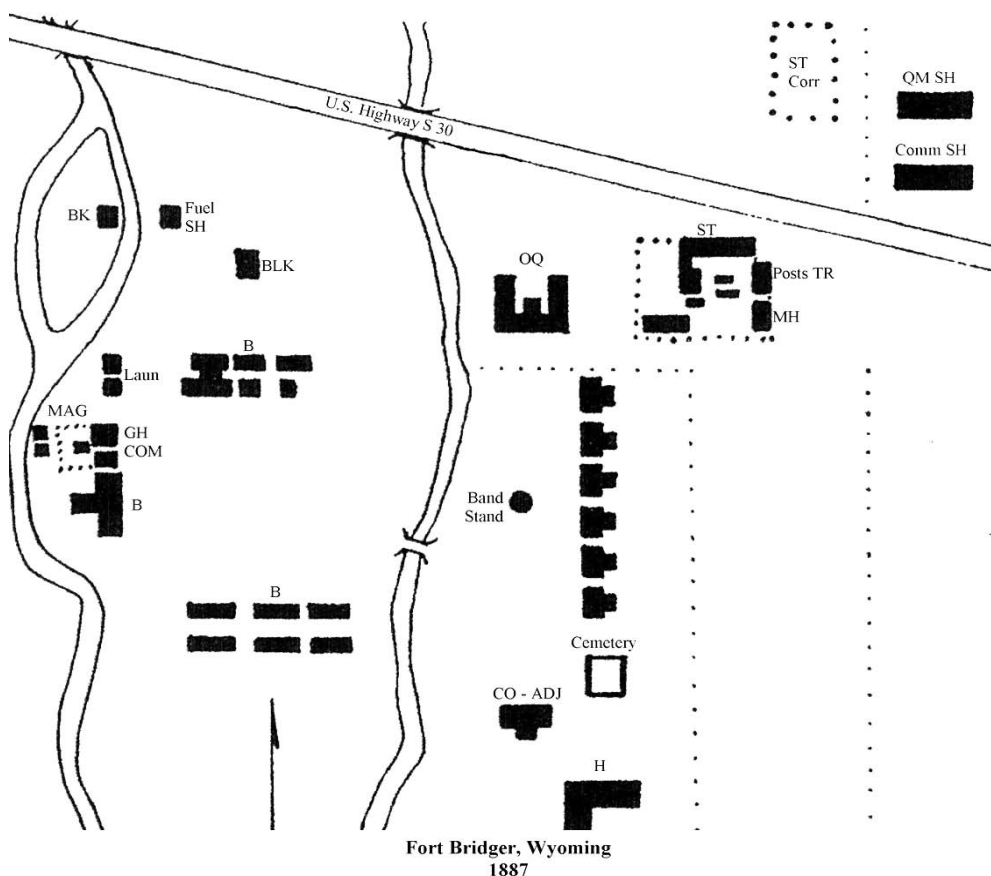 ST
Corr
QM SH
Comm SH
U.S. Highway S 30
BK
Fuel
SH
BLK
OQ
ST
Posts TR
MH
B
Laun
MAG
GH
COM
B
Band
Stand
B
Cemetery
CO - ADJ
H
Fort Bridger, Wyoming
1887